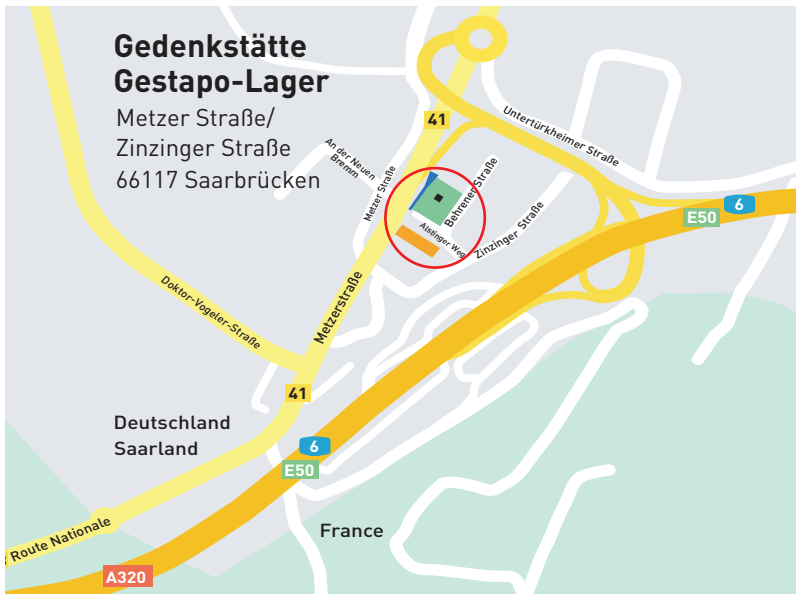 Gedenkstätte
Gestapo-Lager
Metzer Straße/
Zinzinger Straße
66117 Saarbrücken
41
Untertürkheimer Straße
An der Neuen
Bremm
Metzer Straße
Behrener Straße
Alstinger Weg
Zinzinger Straße
6
E50
Doktor-Vogeler-Straße
Metzerstraße
41
Deutschland
Saarland
6
E50
France
Route Nationale
A320